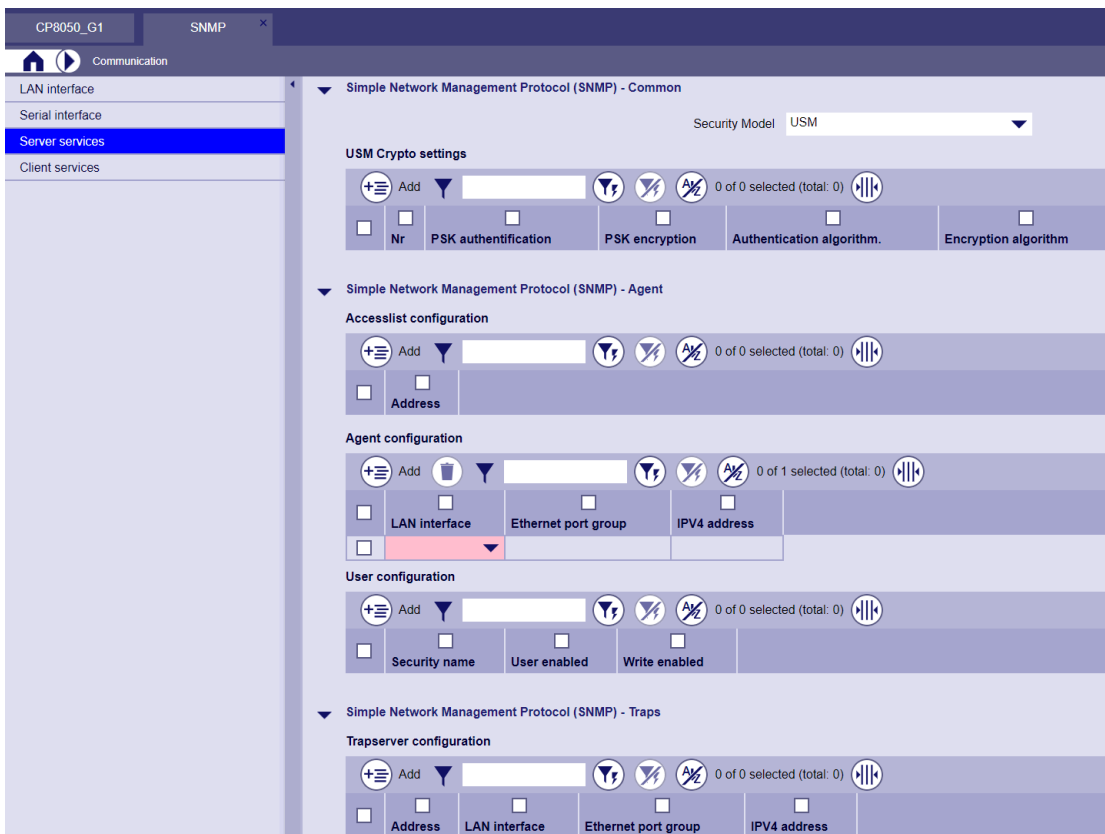 CP8050_G1 SNMP ×
Communication
LAN interface
Serial interface
Server services
Client services
Simple Network Management Protocol (SNMP) - Common
Security Model USM
USM Crypto settings
Add 0 of 0 selected (total: 0)
Nr PSK authentification PSK encryption Authentication algorithm. Encryption algorithm
Simple Network Management Protocol (SNMP) - Agent
Accesslist configuration
Add 0 of 0 selected (total: 0)
Address
Agent configuration
Add 0 of 1 selected (total: 0)
LAN interface Ethernet port group IPV4 address
User configuration
Add 0 of 0 selected (total: 0)
Security name User enabled Write enabled
Simple Network Management Protocol (SNMP) - Traps
Trapserver configuration
Add 0 of 0 selected (total: 0)
Address LAN interface Ethernet port group IPV4 address